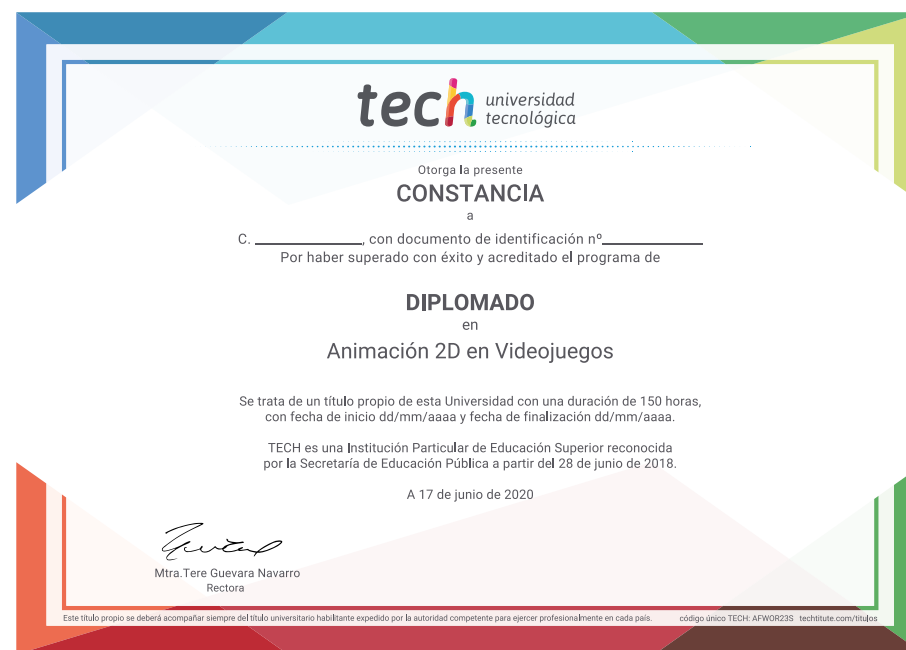 tech universidad
tecnológica
Otorga la presente
CONSTANCIA
a
C. ____________, con documento de identificación nº____________
Por haber superado con éxito y acreditado el programa de
DIPLOMADO
en
Animación 2D en Videojuegos
Se trata de un título propio de esta Universidad con una duración de 150 horas,
con fecha de inicio dd/mm/aaaa y fecha de finalización dd/mm/aaaa.
TECH es una Institución Particular de Educación Superior reconocida
por la Secretaría de Educación Pública a partir del 28 de junio de 2018.
A 17 de junio de 2020
Mtra.Tere Guevara Navarro
Rectora
Este título propio se deberá acompañar siempre del título universitario habilitante expedido por la autoridad competente para ejercer profesionalmente en cada país. código único TECH: AFWOR23S techtitute.com/titulos